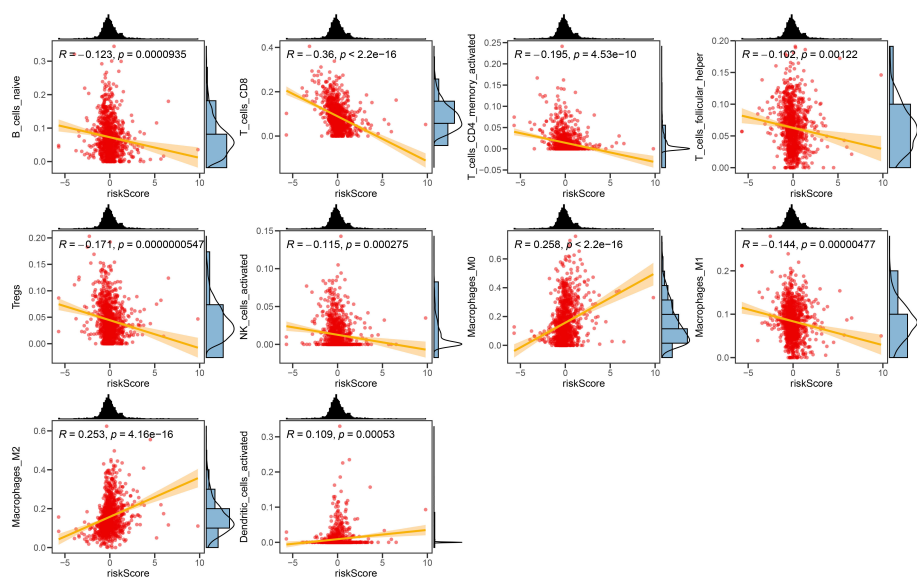 R = −0.123, p = 0.0000935
B_cells_naive
0.3
0.2
0.1
0.0
−5 0 5 10
riskScore
R = −0.36, p < 2.2e−16
T_cells_CD8
0.4
0.2
0.0
−5 0 5 10
riskScore
R = −0.195, p = 4.53e−10
T_cells_CD4_memory_activated
0.25
0.20
0.15
0.10
0.05
0.00
−0.05
−5 0 5 10
riskScore
R = −0.102, p = 0.00122
T_cells_follicular_helper
0.20
0.15
0.10
0.05
0.00
−5 0 5 10
riskScore
R = −0.171, p = 0.0000000547
Tregs
0.20
0.15
0.10
0.05
0.00
−5 0 5 10
riskScore
R = −0.115, p = 0.000275
NK_cells_activated
0.15
0.10
0.05
0.00
−5 0 5 10
riskScore
R = 0.258, p < 2.2e−16
Macrophages_M0
0.6
0.4
0.2
0.0
−5 0 5 10
riskScore
R = −0.144, p = 0.00000477
Macrophages_M1
0.2
0.1
0.0
−5 0 5 10
riskScore
R = 0.253, p = 4.16e−16
Macrophages_M2
0.6
0.4
0.2
0.0
−5 0 5 10
riskScore
R = 0.109, p = 0.00053
Dendritic_cells_activated
0.3
0.2
0.1
0.0
−5 0 5 10
riskScore